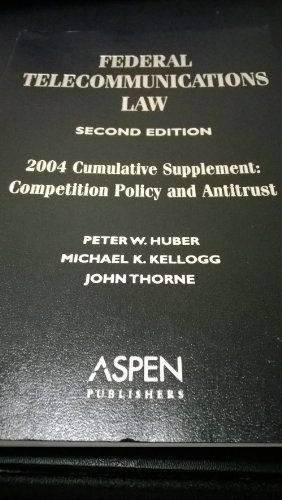 FEDERAL
TELECOMMUNICATIONS
LAW
SECOND EDITION
2004 Cumulative Supplement:
Competition Policy and Antitrust
PETER W. HUBER
MICHAEL K. KELLOGG
JOHN THORNE
ASPEN
PUBLISHERS